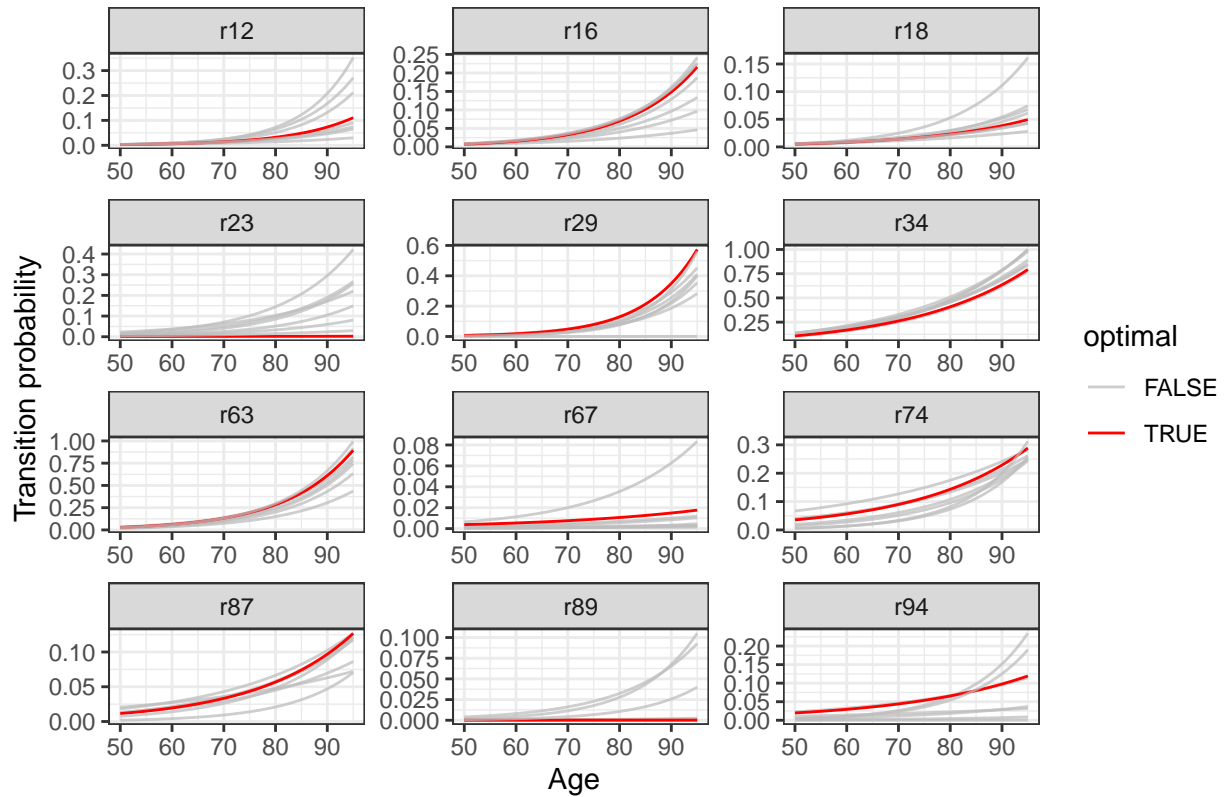 r12 r16 r18
0.3 0.2 0.1 0.0
0.25 0.20 0.15 0.10 0.05 0.00
0.15 0.10 0.05 0.00
50 60 70 80 90 50 60 70 80 90 50 60 70 80 90
r23 r29 r34
0.4 0.3 0.2 0.1 0.0
0.6 0.4 0.2 0.0
1.00 0.75 0.50 0.25
50 60 70 80 90 50 60 70 80 90 50 60 70 80 90
r63 r67 r74
1.00 0.75 0.50 0.25 0.00
0.08 0.06 0.04 0.02 0.00
0.3 0.2 0.1 0.0
50 60 70 80 90 50 60 70 80 90 50 60 70 80 90
r87 r89 r94
0.10 0.05 0.00
0.100 0.075 0.050 0.025 0.000
0.20 0.15 0.10 0.05 0.00
50 60 70 80 90 50 60 70 80 90 50 60 70 80 90
Transition probability
Age
optimal
FALSE
TRUE